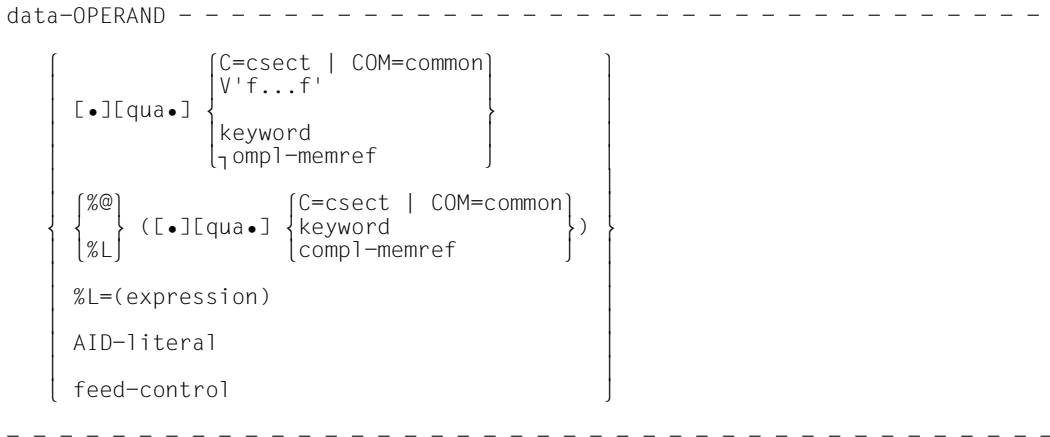 data-OPERAND - - - - - - - - - - - - - - - - - - - - - - - - - - - - - - - - - -
C=csect | COM=common
V'f...f'
[•][qua•]
keyword
┐ompl-memref
%@ C=csect | COM=common
([•][qua•] keyword )
%L compl-memref
%L=(expression)
AID-literal
feed-control
- - - - - - - - - - - - - - - - - - - - - - - - - - - - - - - - - - - - - - - - -